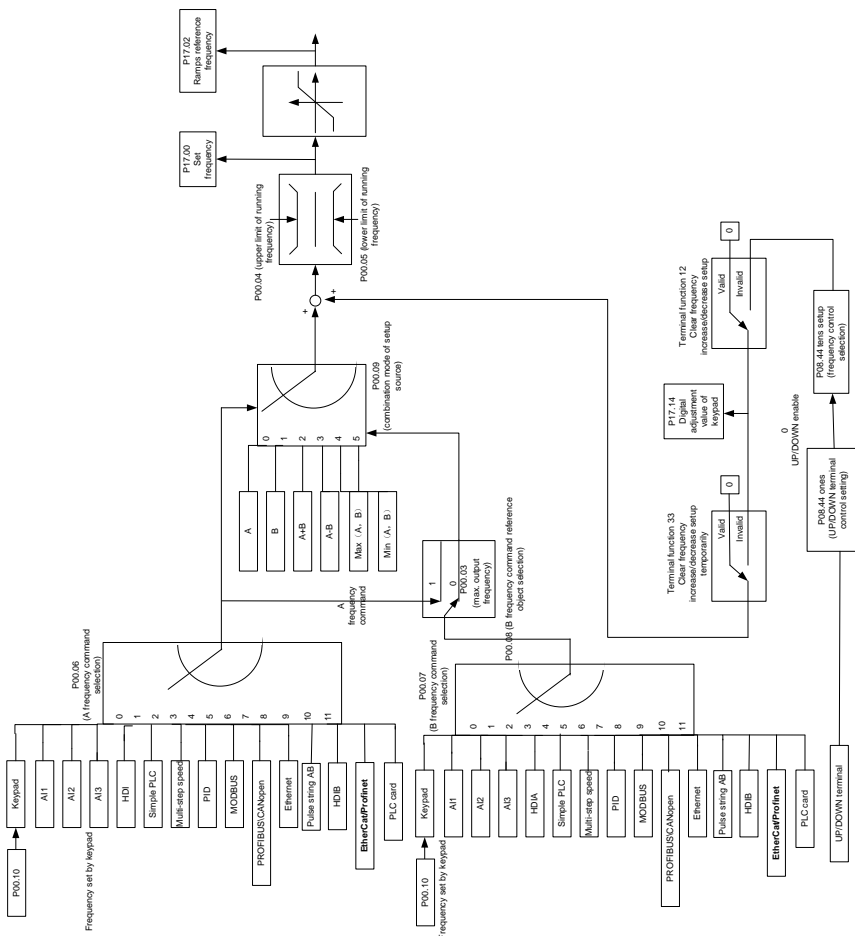 P00.10
Frequency set by keypad
Keypad
AI1
AI2
AI3
HDI
Simple PLC
Multi-step speed
PID
MODBUS
PROFIBUS\CANopen
Ethernet
Pulse string AB
HDIB
EtherCat/Profinet
PLC card
P00.06
(A frequency command
selection)
0
1
2
3
4
5
6
7
8
9
10
11
A
frequency
command
A
B
A+B
A-B
Max（A，B）
Min（A，B）
0
1
2
3
4
5
P00.09
(combination mode of setup
source)
+
+
P00.04 (upper limit of running
frequency)
P00.05 (lower limit of running
frequency)
P17.00
Set
frequency
P17.02
Ramps reference
frequency
P00.10
Frequency set by keypad
Keypad
AI1
AI2
AI3
HDIA
Simple PLC
Multi-step speed
PID
MODBUS
PROFIBUS\CANopen
Ethernet
Pulse string AB
HDIB
EtherCat/Profinet
PLC card
P00.07
(B frequency command
selection)
0
1
2
3
4
5
6
7
8
9
10
11
1
0
P00.03
(max. output
frequency)
P00.08 (B frequency command reference
object selection)
UP/DOWN terminal
P08.44 ones
(UP/DOWN terminal
control setting)
0
UP/DOWN enable
P08.44 tens setup
(frequency control
selection)
Terminal function 33
Clear frequency
increase/decrease setup
temporarily
Valid
Invalid
0
P17.14
Digital
adjustment
value of
keypad
Terminal function 12
Clear frequency
increase/decrease setup
Valid
Invalid
0